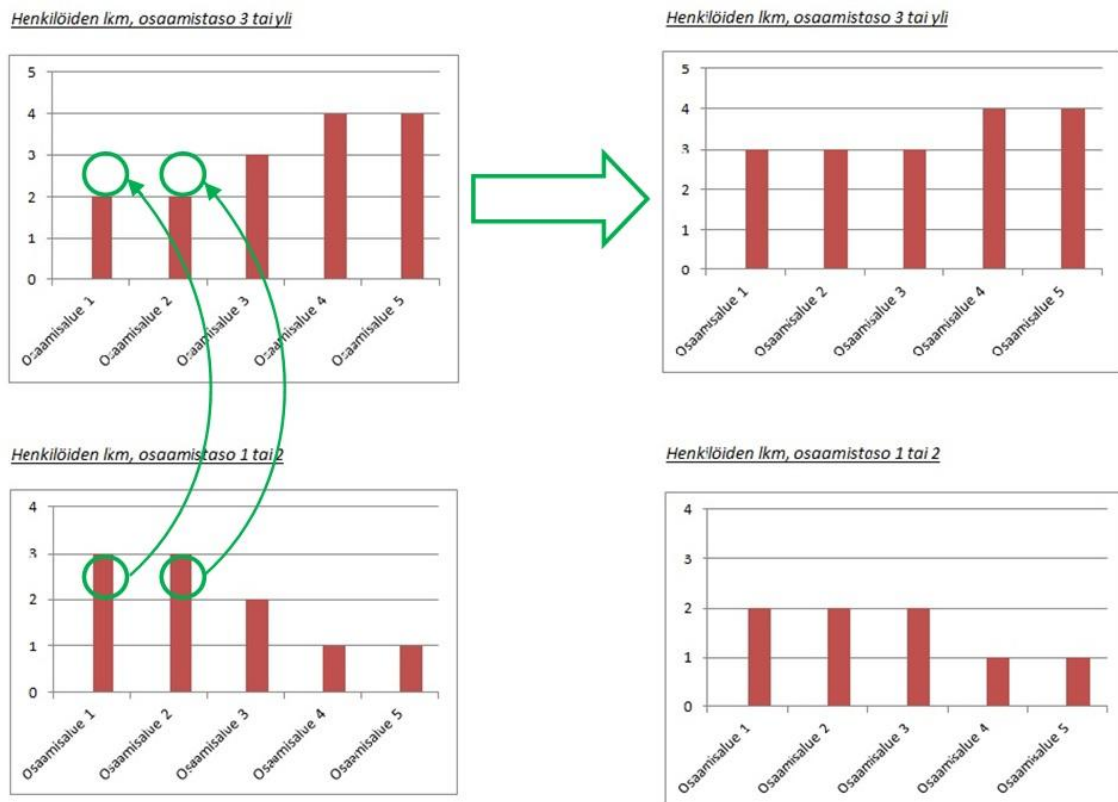 Henkilöiden lkm, osaamistaso 3 tai yli
5
4
3
2
1
0
Osaamisalue 1
Osaamisalue 2
Osaamisalue 3
Osaamisalue 4
Osaamisalue 5
Henkilöiden lkm, osaamistaso 3 tai yli
5
4
3
2
1
0
Osaamisalue 1
Osaamisalue 2
Osaamisalue 3
Osaamisalue 4
Osaamisalue 5
Henkilöiden lkm, osaamistaso 1 tai 2
4
3
2
1
0
Osaamisalue 1
Osaamisalue 2
Osaamisalue 3
Osaamisalue 4
Osaamisalue 5
Henkilöiden lkm, osaamistaso 1 tai 2
4
3
2
1
0
Osaamisalue 1
Osaamisalue 2
Osaamisalue 3
Osaamisalue 4
Osaamisalue 5